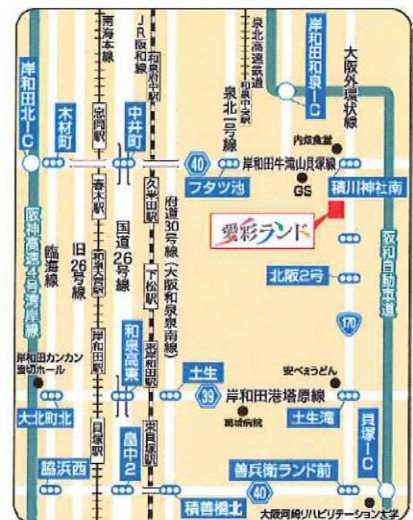 南海本線
JR阪和線
和泉府中駅
泉北高速鉄道
和泉中央駅
泉北1号線
岸和田和泉IC
大阪外環状線
岸和田北IC
木材町
忠岡駅
中井町
内畑食堂
40
フタツ池
岸和田牛滝山貝塚線
GS
積川神社南
春木駅
久米田駅
愛彩ランド
阪神高速4号湾岸線
臨海線
旧26号線
和泉大宮駅
国道26号線
下松駅
府道30号線(大阪和泉泉南線)
北阪2号
阪和自動車道
170
岸和田カンカン
浪切ホール
岸和田駅
和泉高東
東岸和田駅
土生
39
岸和田港塔原線
安べえうどん
大北町北
葛城病院
土生滝
貝塚IC
貝塚駅
畠中2
東貝塚駅
脇浜西
積善橋北
40
善兵衛ランド前
大阪河﨑リハビリテーション大学